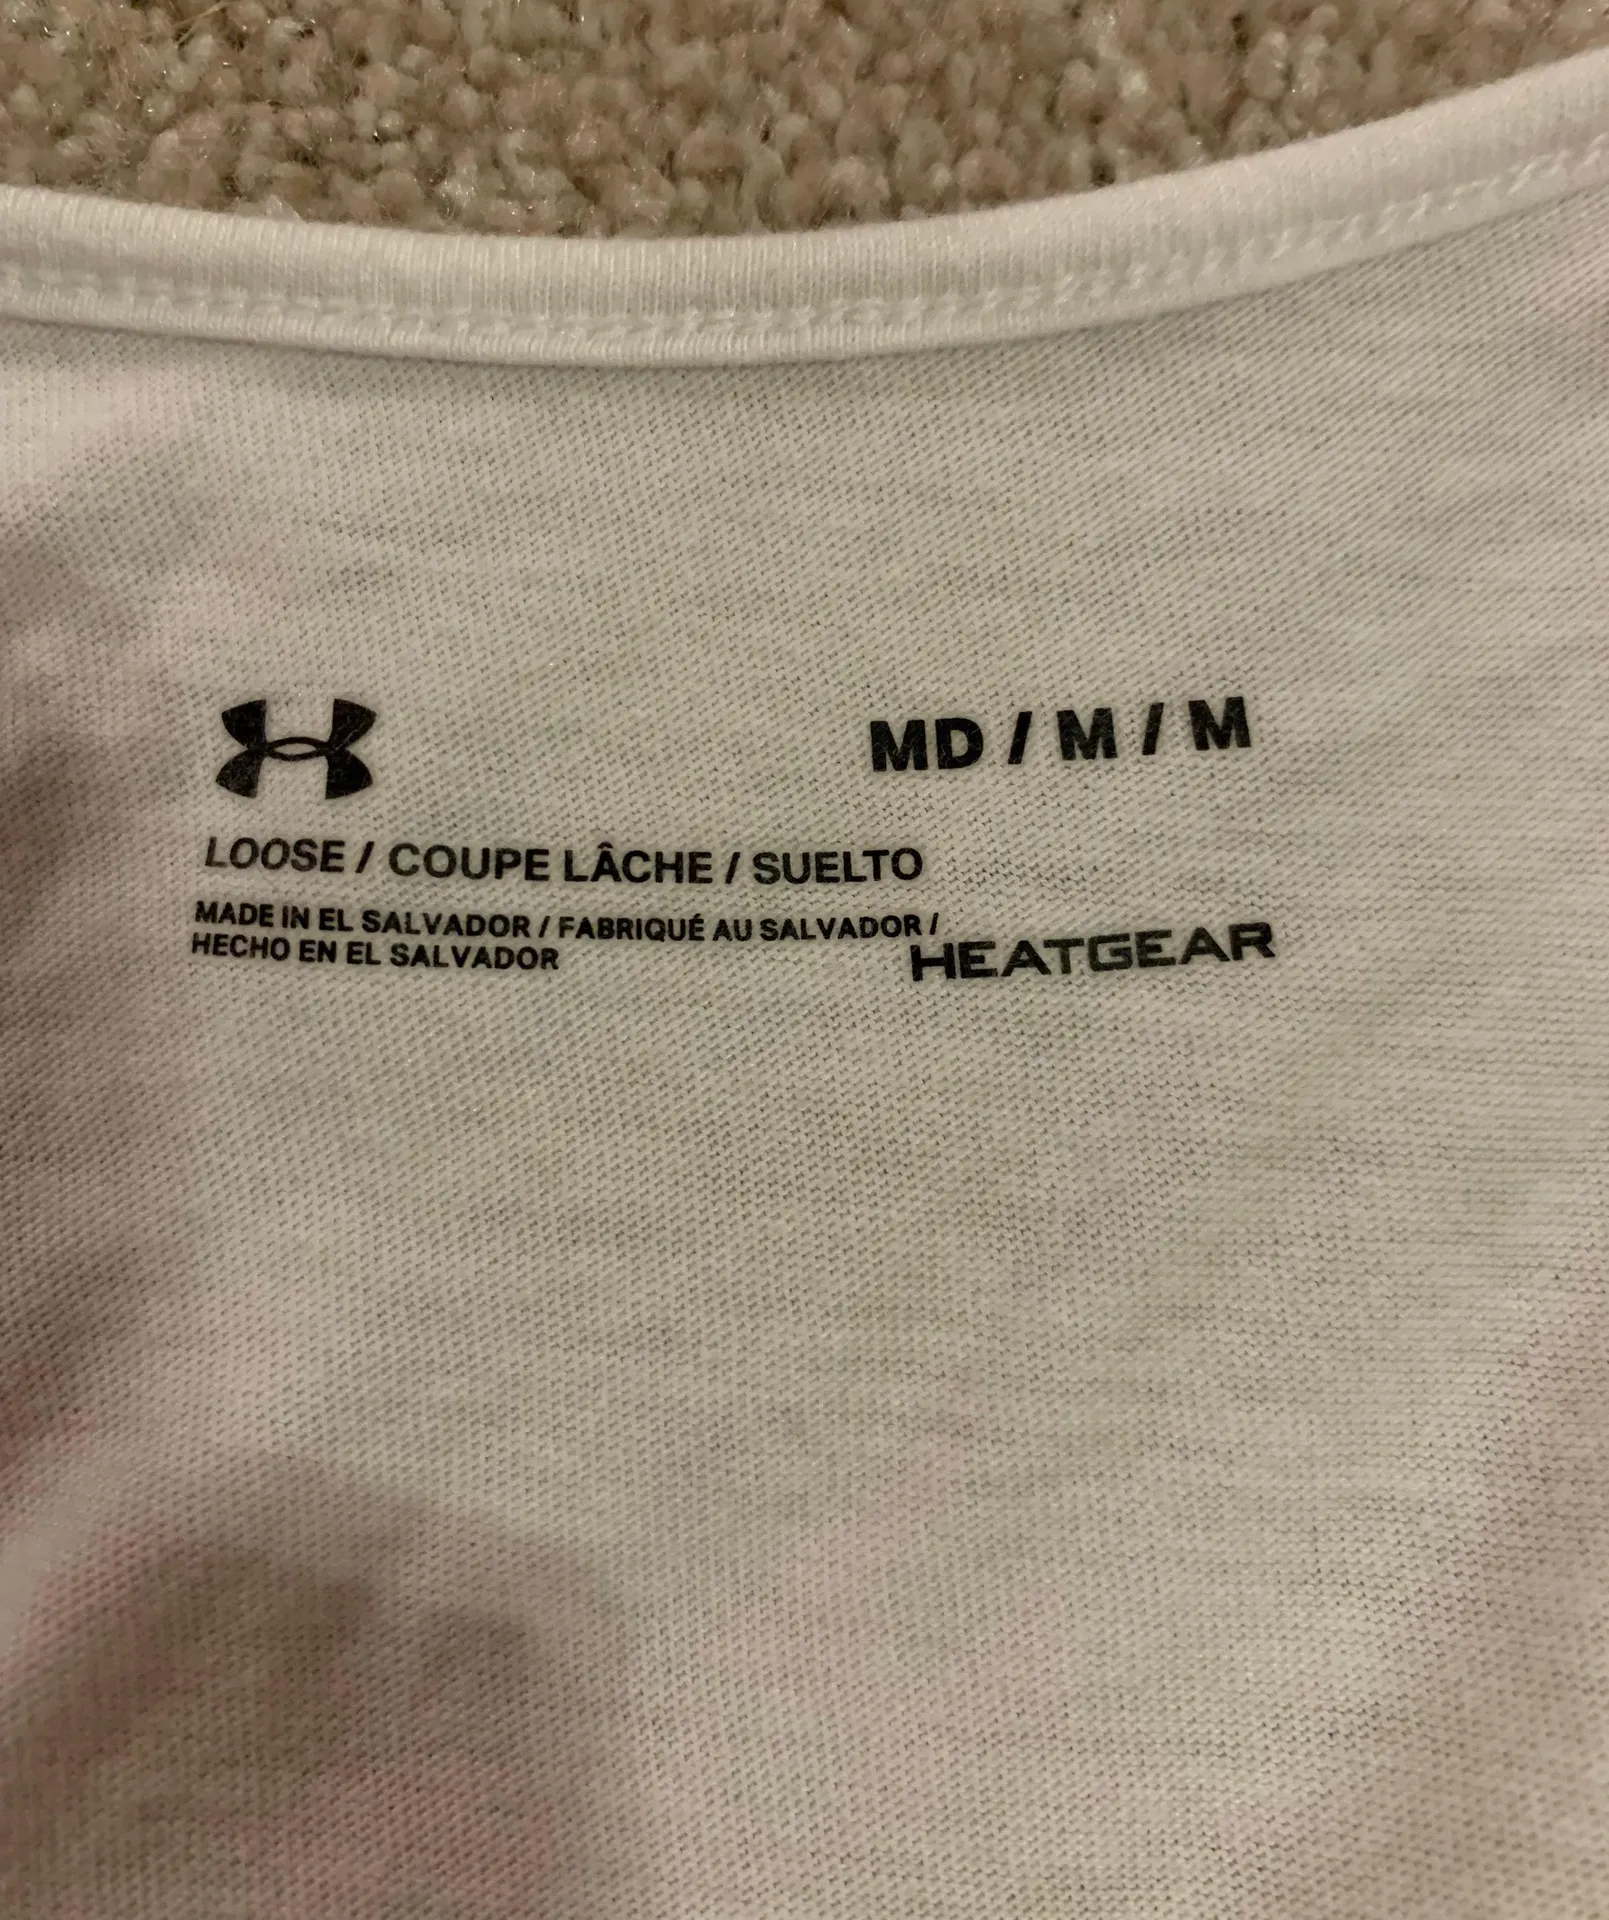 MD / M / M
LOOSE / COUPE LÂCHE / SUELTO
MADE IN EL SALVADOR / FABRIQUÉ AU SALVADOR /
HECHO EN EL SALVADOR
HEATGEAR